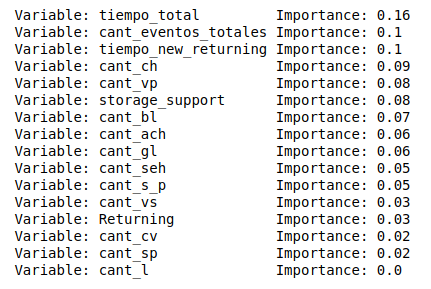 Variable: tiempo_total         Importance: 0.16
Variable: cant_eventos_totales Importance: 0.1
Variable: tiempo_new_returning Importance: 0.1
Variable: cant_ch              Importance: 0.09
Variable: cant_vp              Importance: 0.08
Variable: storage_support      Importance: 0.08
Variable: cant_bl              Importance: 0.07
Variable: cant_ach             Importance: 0.06
Variable: cant_gl              Importance: 0.06
Variable: cant_seh             Importance: 0.05
Variable: cant_s_p             Importance: 0.05
Variable: cant_vs              Importance: 0.03
Variable: Returning            Importance: 0.03
Variable: cant_cv              Importance: 0.02
Variable: cant_sp              Importance: 0.02
Variable: cant_l               Importance: 0.0